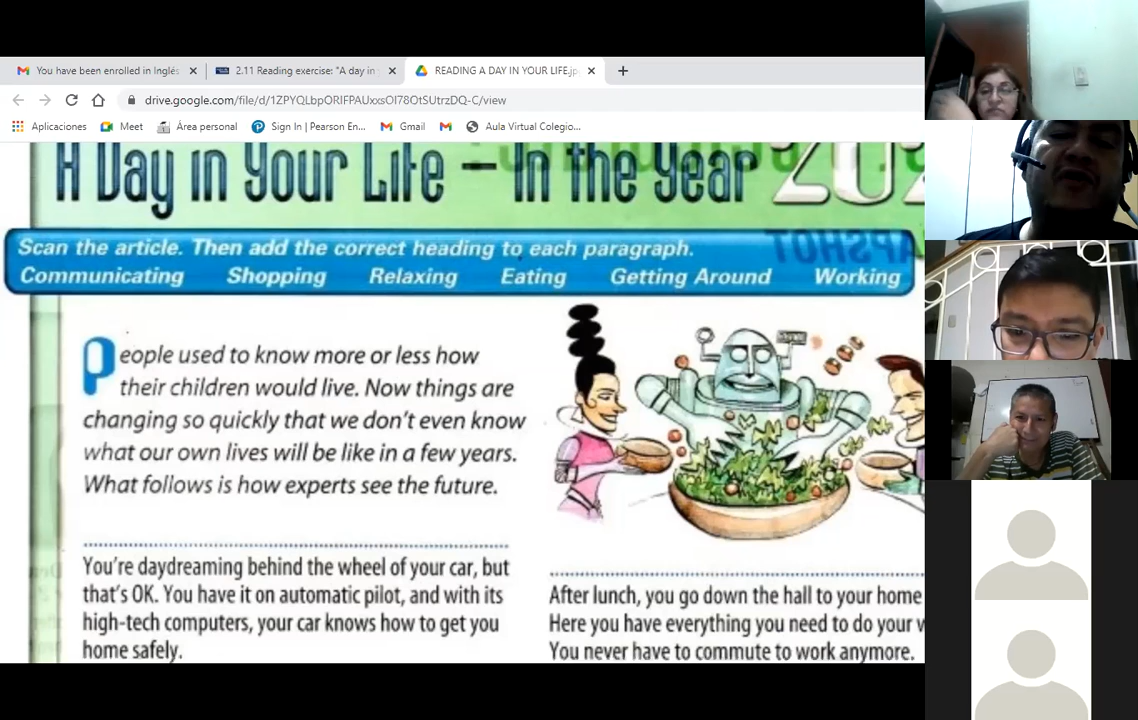 You have been enrolled in Inglés
2.11 Reading exercise: "A day in
READING A DAY IN YOUR LIFE.jp
drive.google.com/file/d/1ZPYQLbpORIFPAUxxsOI78OtSUtrzDQ-C/view
Aplicaciones Meet Área personal Sign In | Pearson En... Gmail Aula Virtual Colegio...
A Day in Your Life – In the Year 202
Scan the article. Then add the correct heading to each paragraph.
Communicating Shopping Relaxing Eating Getting Around Working
People used to know more or less how
their children would live. Now things are
changing so quickly that we don't even know
what our own lives will be like in a few years.
What follows is how experts see the future.
You're daydreaming behind the wheel of your car, but
that's OK. You have it on automatic pilot, and with its
high-tech computers, your car knows how to get you
home safely.
After lunch, you go down the hall to your home
Here you have everything you need to do your
You never have to commute to work anymore.